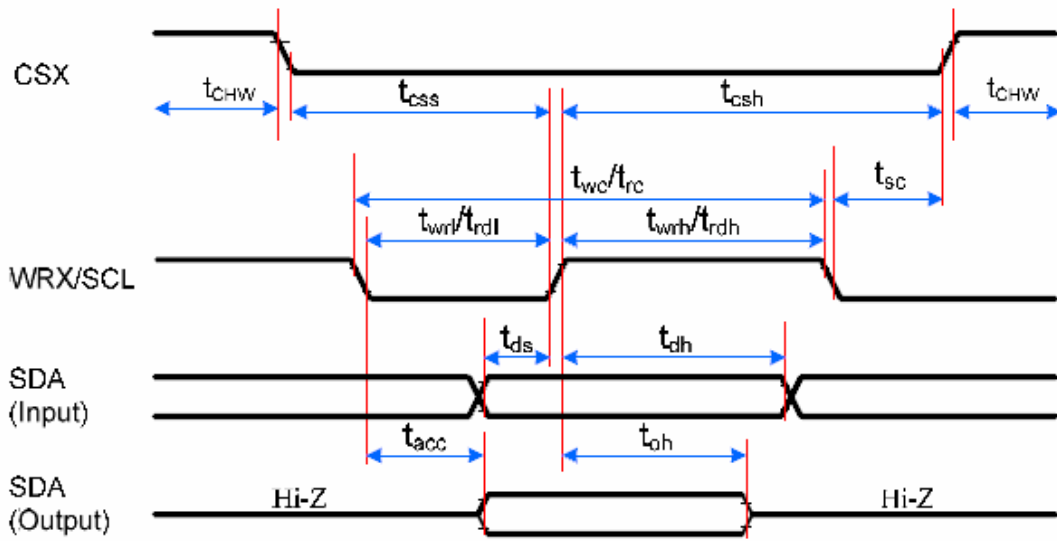 CSX
tCHW
tcss
tcsh
tCHW
twc/trc
tsc
twrl/trdl
twrh/trdh
WRX/SCL
tds
tdh
SDA
(Input)
tacc
toh
SDA
(Output)
Hi-Z
Hi-Z